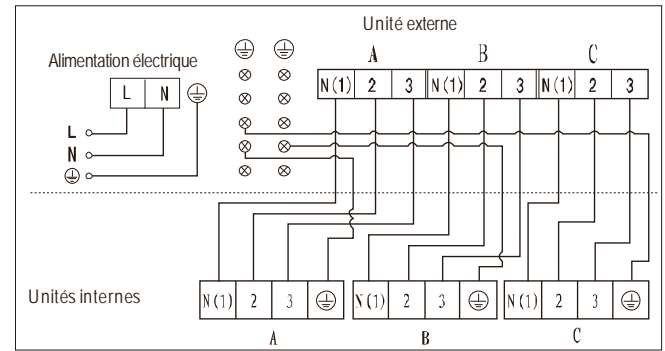 Unité externe
Alimentation électrique
A B C
L N
N(1) 2 3 N(1) 2 3 N(1) 2 3
L
N
Unités internes
N(1) 2 3 N(1) 2 3 N(1) 2 3
A B C